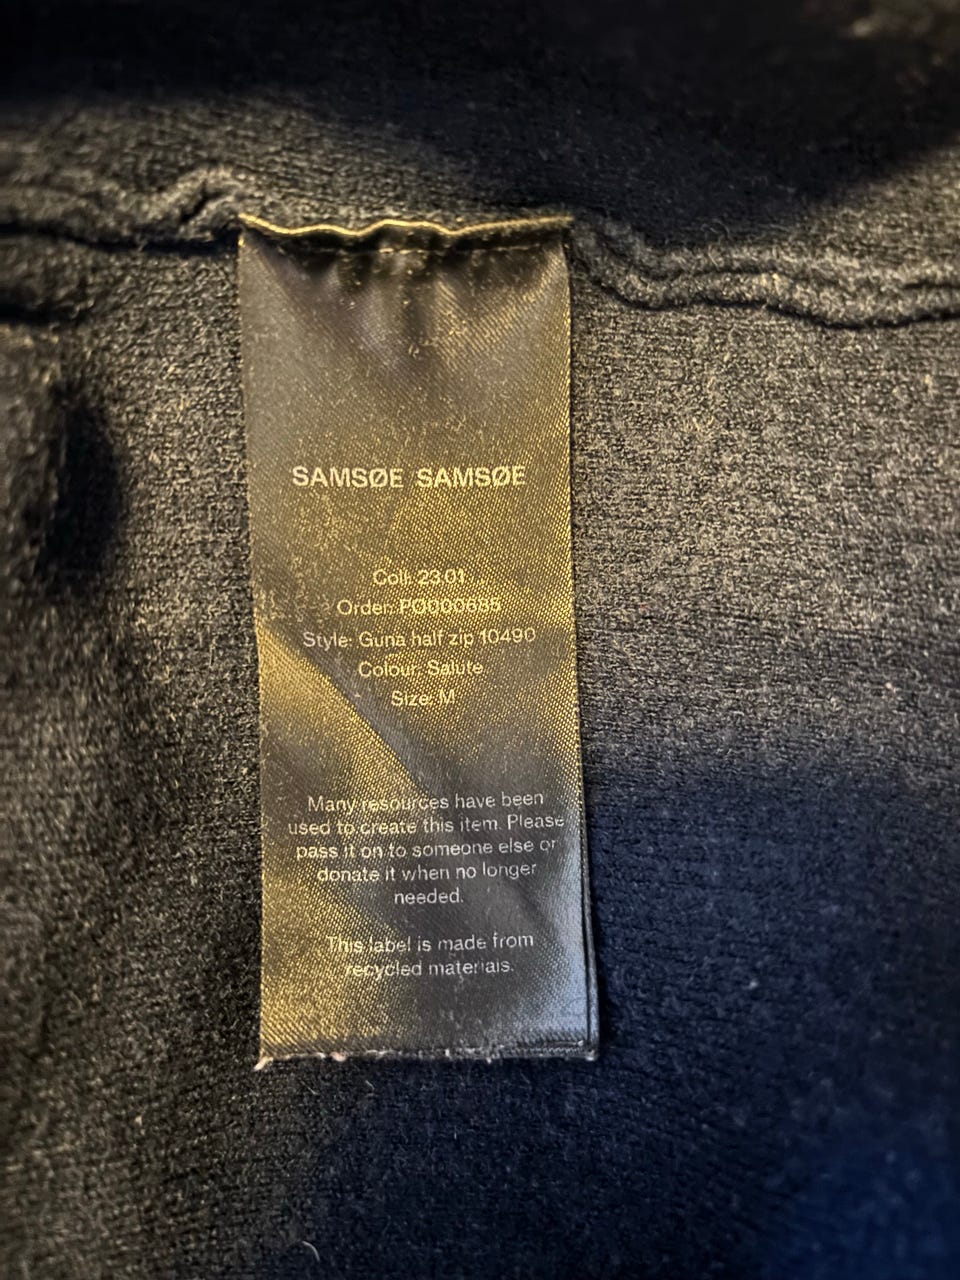 SAMSØE SAMSØE
Coll: 23.01
Order: PO000685
Style: Guna half zip 10490
Colour: Salute
Size: M
Many resources have been
used to create this item. Please
pass it on to someone else or
donate it when no longer
needed.
This label is made from
recycled materials.